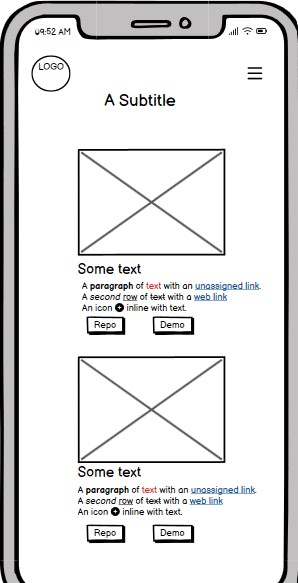 09:52 AM
LOGO
A Subtitle
Some text
A paragraph of text with an unassigned link.
A second row of text with a web link
An icon inline with text.
Repo Demo
Some text
A paragraph of text with an unassigned link.
A second row of text with a web link
An icon inline with text.
Repo Demo